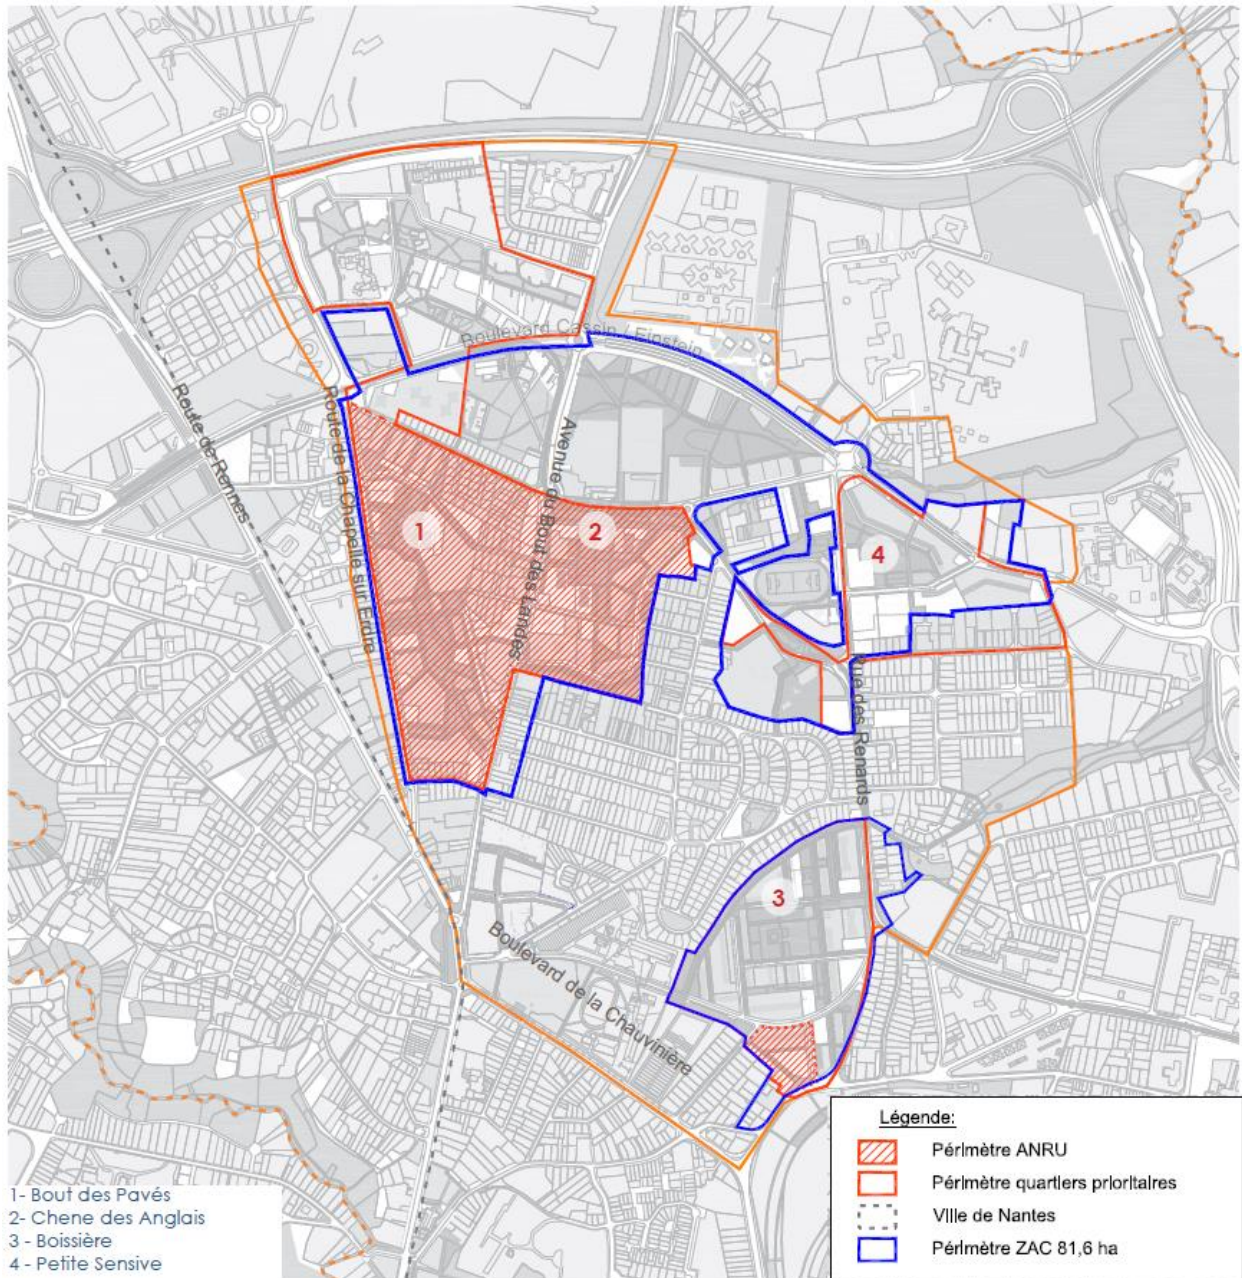 Boulevard Cassin / Einstein
Route de Rennes
Route de la Chapelle sur Erdre
Avenue du Bout des Landes
1
2
4
Rue des Renards
3
Boulevard de la Chauvinière
1- Bout des Pavés
2- Chene des Anglais
3 - Boissière
4 - Petite Sensive
Légende:
Périmètre ANRU
Périmètre quartiers prioritaires
Ville de Nantes
Périmètre ZAC 81,6 ha